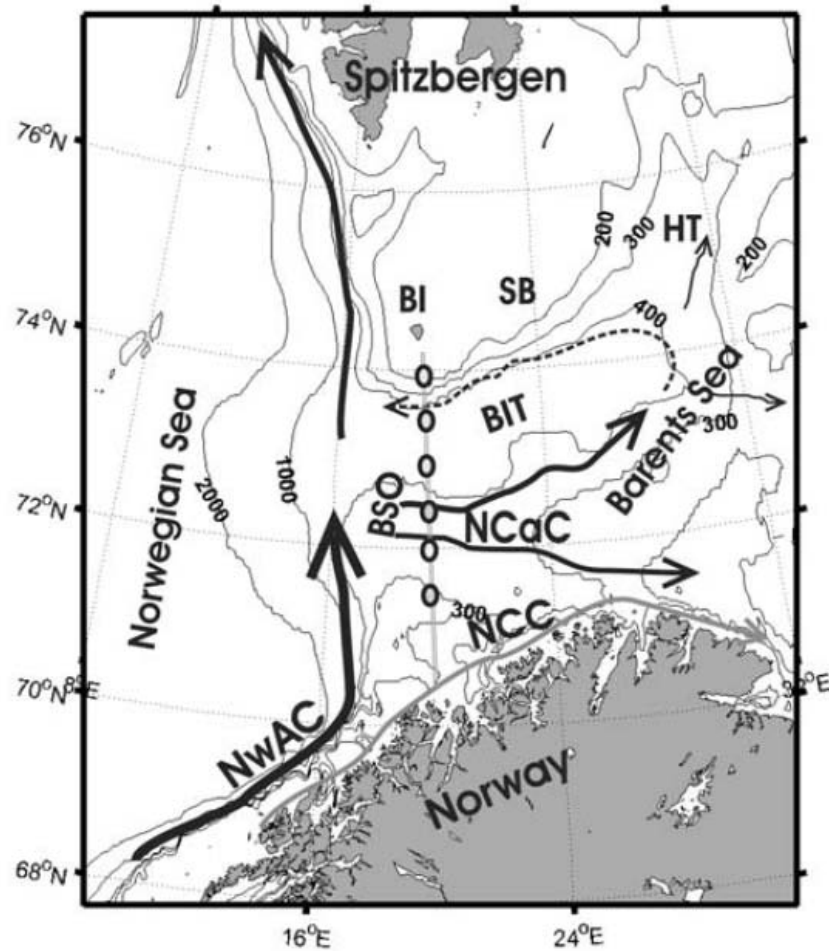 Spitzbergen
76°N
200
300
HT
200
BI
SB
400
74°N
BIT
Barents Sea
300
Norwegian Sea
2000
1000
72°N
BSO
NCaC
300
NCC
70°N
8°E
32°E
NwAC
Norway
68°N
16°E
24°E